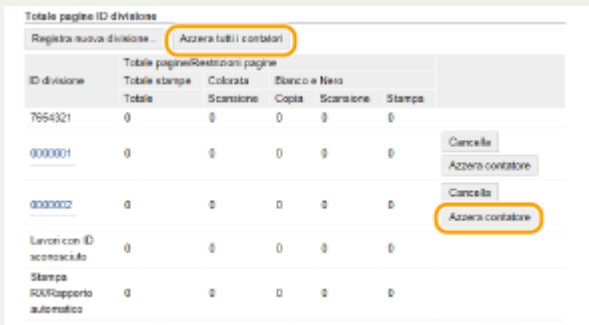 Totale pagine ID divisione
Registra nuova divisione... Azzera tutti i contatori
Totale pagine/Restrizioni pagine
ID divisione Totale stampe Colorata Bianco e Nero
Totale Scansione Copia Scansione Stampa
7654321 0 0 0 0 0
Cancella
0000001 0 0 0 0 0
Azzera contatore
Cancella
0000002 0 0 0 0 0
Azzera contatore
Lavori con ID
sconosciuto 0 0 0 0 0
Stampa
RX/Rapporto 0 0 0 0 0
automatico